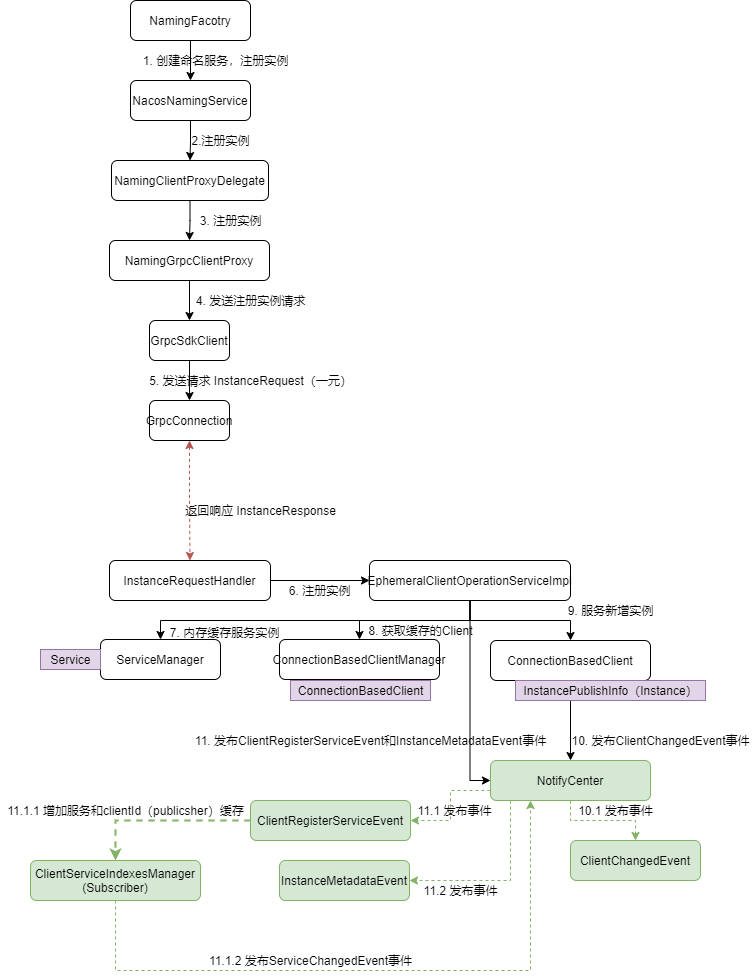 NamingFacotry
1. 创建命名服务，注册实例
NacosNamingService
2.注册实例
NamingClientProxyDelegate
3. 注册实例
NamingGrpcClientProxy
4. 发送注册实例请求
GrpcSdkClient
5. 发送请求 InstanceRequest（一元）
GrpcConnection
返回响应 InstanceResponse
InstanceRequestHandler
6. 注册实例
EphemeralClientOperationServiceImpl
7. 内存缓存服务实例
8. 获取缓存的Client
9. 服务新增实例
Service
ServiceManager
ConnectionBasedClientManager
ConnectionBasedClient
ConnectionBasedClient
InstancePublishInfo（Instance）
11. 发布ClientRegisterServiceEvent和InstanceMetadataEvent事件
10. 发布ClientChangedEvent事件
NotifyCenter
11.1.1 增加服务和clientId（publicsher）缓存
ClientRegisterServiceEvent
11.1 发布事件
10.1 发布事件
ClientServiceIndexesManager
（Subscriber）
InstanceMetadataEvent
11.2 发布事件
ClientChangedEvent
11.1.2 发布ServiceChangedEvent事件